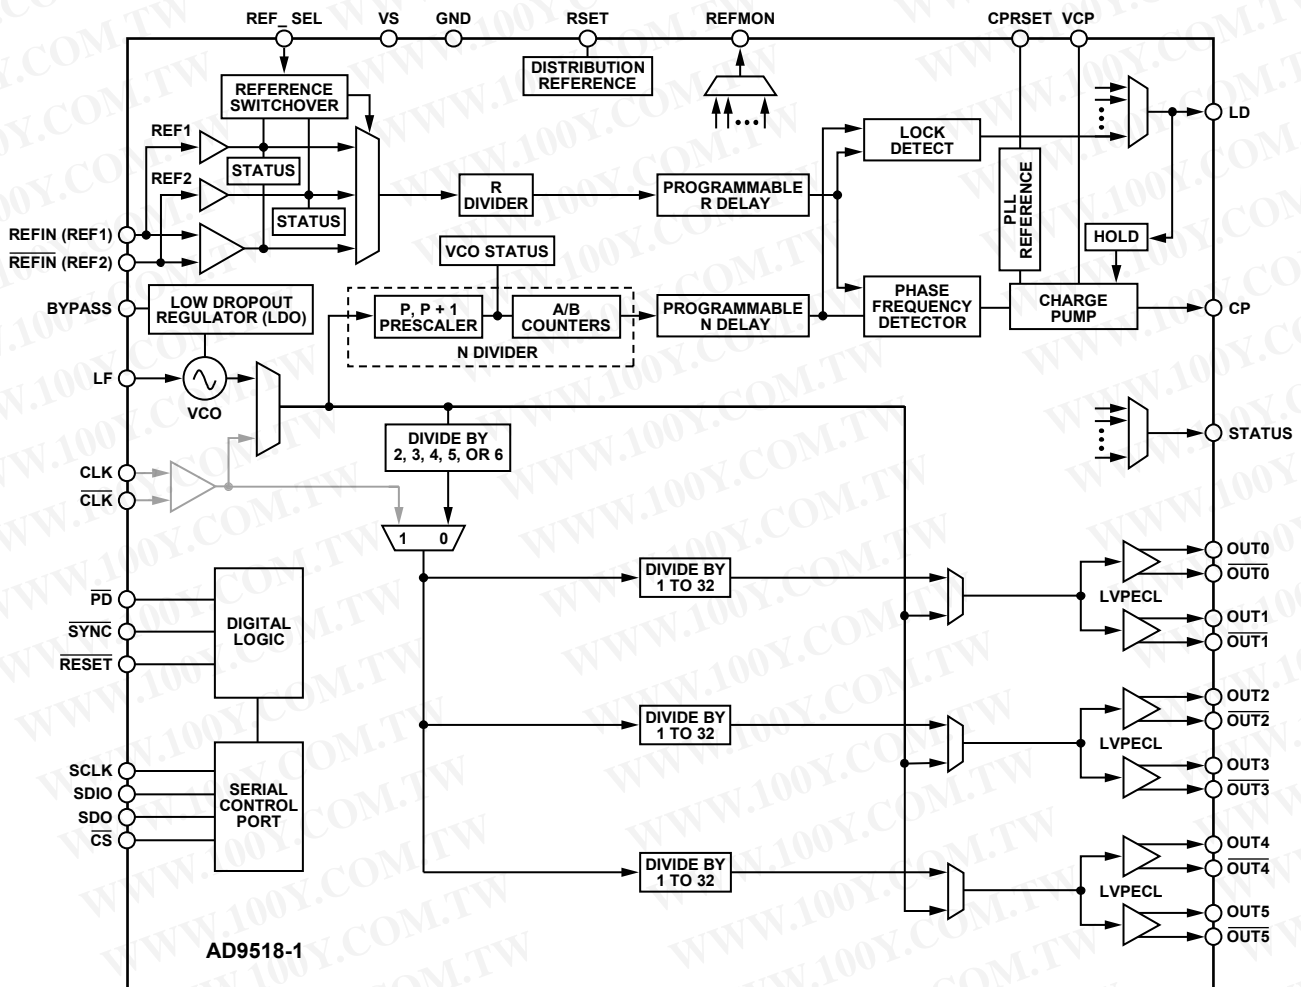 REF_SEL VS GND RSET REFMON CPRSET VCP
DISTRIBUTION
REFERENCE
REFERENCE
SWITCHOVER
REF1
STATUS
REF2
STATUS
R
DIVIDER
PROGRAMMABLE
R DELAY
LOCK
DETECT
LD
PLL
REFERENCE
HOLD
REFIN (REF1)
REFIN (REF2)
VCO STATUS
BYPASS
LOW DROPOUT
REGULATOR (LDO)
P, P + 1
PRESCALER
A/B
COUNTERS
N DIVIDER
PROGRAMMABLE
N DELAY
PHASE
FREQUENCY
DETECTOR
CHARGE
PUMP
CP
LF
VCO
DIVIDE BY
2, 3, 4, 5, OR 6
STATUS
CLK
CLK
1 0
PD
SYNC
RESET
DIGITAL
LOGIC
DIVIDE BY
1 TO 32
LVPECL
OUT0
OUT0
OUT1
OUT1
DIVIDE BY
1 TO 32
LVPECL
OUT2
OUT2
OUT3
OUT3
SCLK
SDIO
SDO
CS
SERIAL
CONTROL
PORT
DIVIDE BY
1 TO 32
LVPECL
OUT4
OUT4
OUT5
OUT5
AD9518-1
WWW.100Y.COM.TW